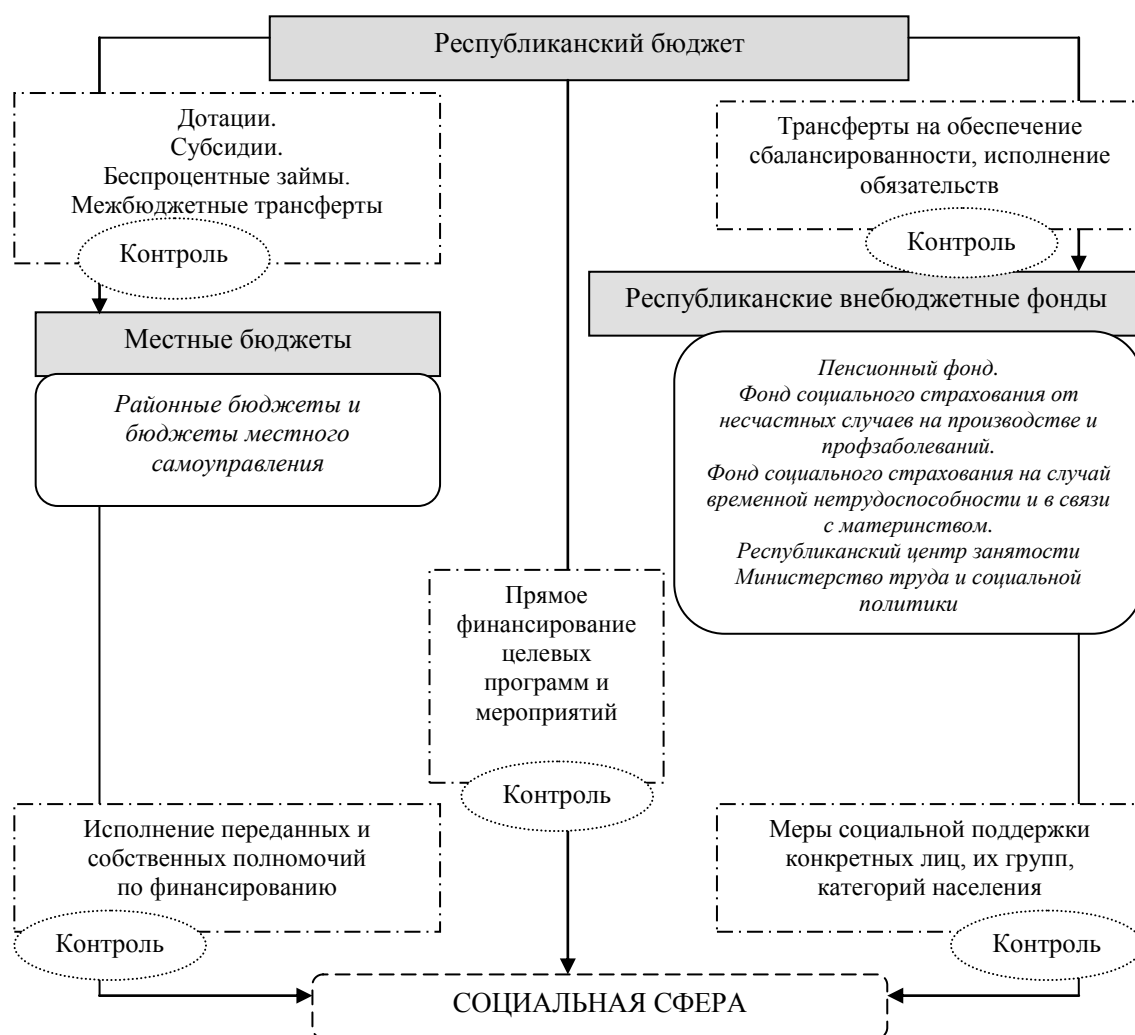 Республиканский бюджет
Дотации.
Субсидии.
Беспроцентные займы.
Межбюджетные трансферты
Контроль
Трансферты на обеспечение
сбалансированности, исполнение
обязательств
Контроль
Местные бюджеты
Районные бюджеты и
бюджеты местного
самоуправления
Республиканские внебюджетные фонды
Пенсионный фонд.
Фонд социального страхования от
несчастных случаев на производстве и
профзаболеваний.
Фонд социального страхования на случай
временной нетрудоспособности и в связи
с материнством.
Республиканский центр занятости
Министерство труда и социальной
политики
Прямое
финансирование
целевых
программ и
мероприятий
Контроль
Исполнение переданных и
собственных полномочий
по финансированию
Контроль
Меры социальной поддержки
конкретных лиц, их групп,
категорий населения
Контроль
СОЦИАЛЬНАЯ СФЕРА